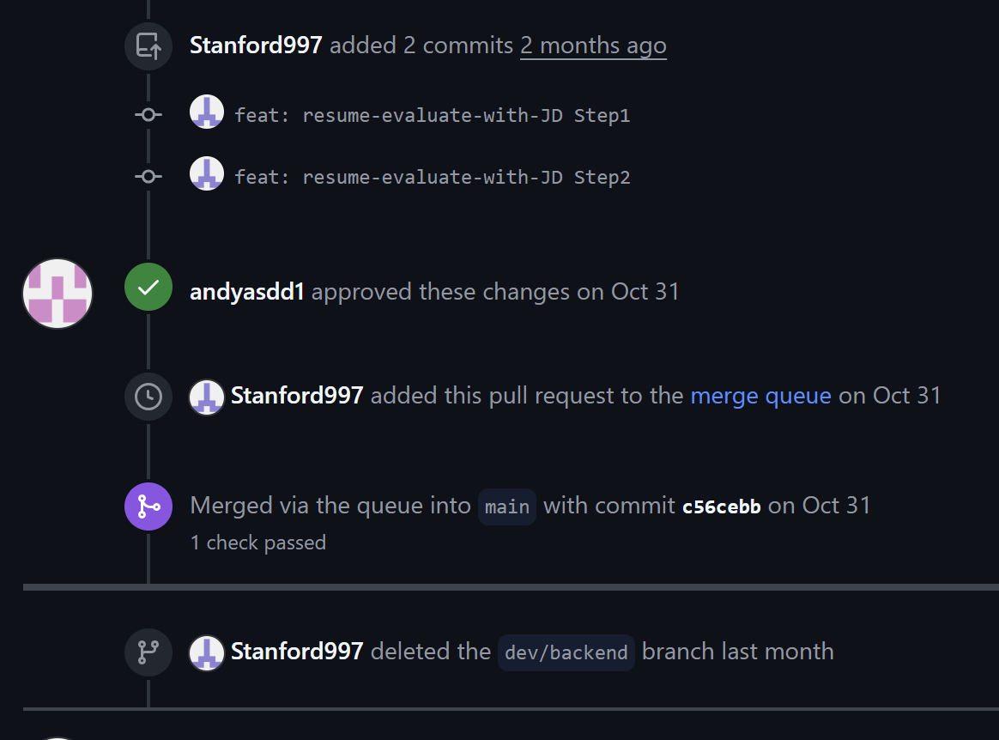 Stanford997 added 2 commits 2 months ago
feat: resume-evaluate-with-JD Step1
feat: resume-evaluate-with-JD Step2
andyasdd1 approved these changes on Oct 31
Stanford997 added this pull request to the merge queue on Oct 31
Merged via the queue into main with commit c56cebb on Oct 31
1 check passed
Stanford997 deleted the dev/backend branch last month